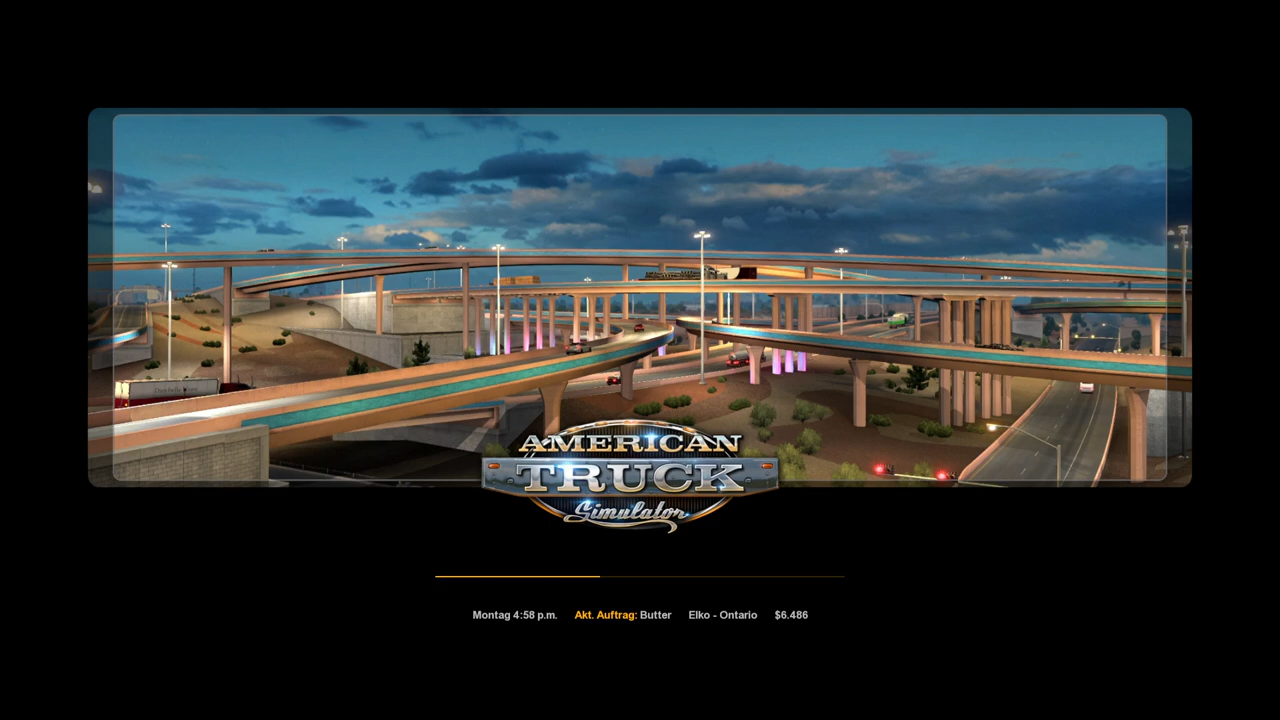 AMERICAN
TRUCK
Simulator
Montag 4:58 p.m. Akt. Auftrag: Butter Elko - Ontario $6.486